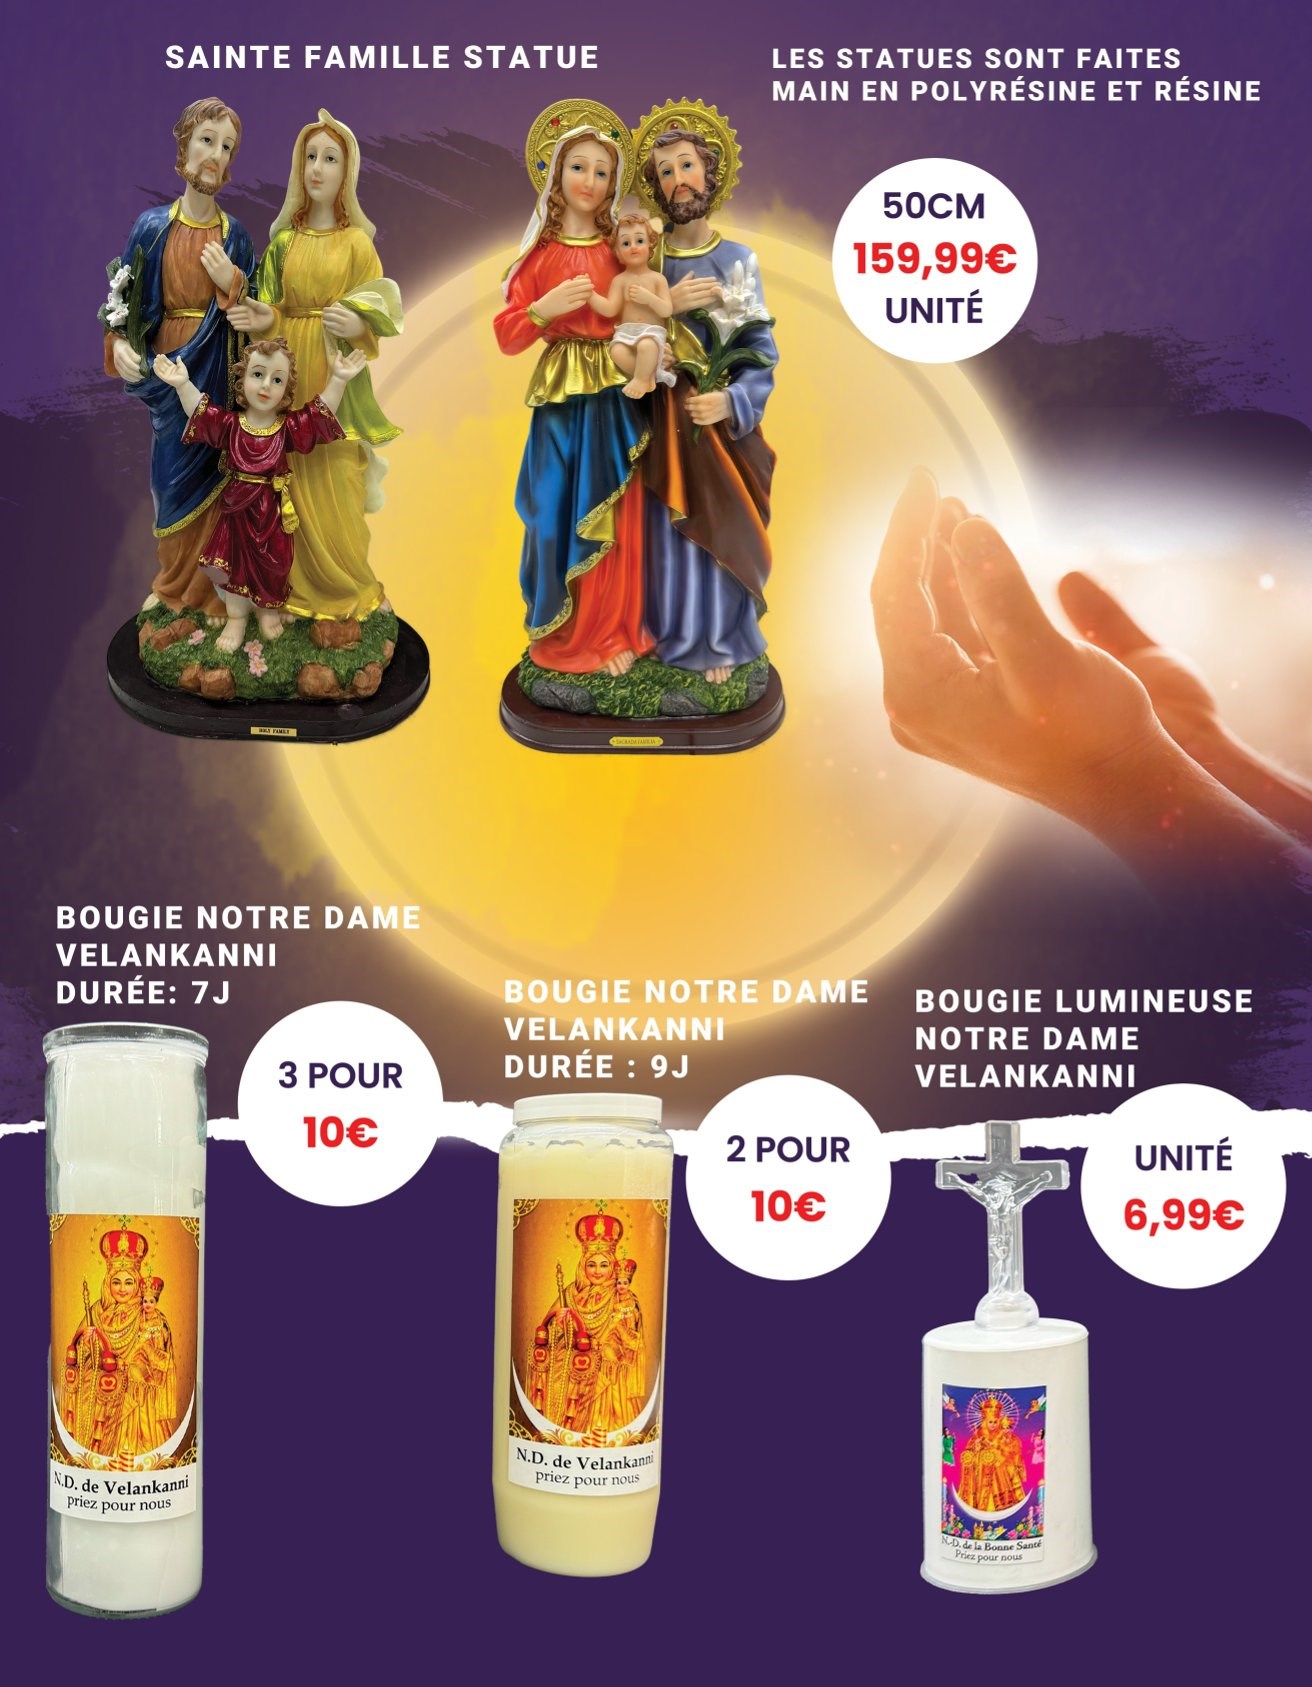 SAINTE FAMILLE STATUE
LES STATUES SONT FAITES
MAIN EN POLYRÉSINE ET RÉSINE
50CM
159,99€
UNITÉ
HOLY FAMILY
BOUGIE NOTRE DAME
VELANKANNI
DURÉE: 7J
3 POUR
10€
BOUGIE NOTRE DAME
VELANKANNI
DURÉE : 9J
2 POUR
10€
BOUGIE LUMINEUSE
NOTRE DAME
VELANKANNI
UNITÉ
6,99€
N.D. de Velankanni
priez pour nous
N.D. de Velankanni
priez pour nous
N.-D. de la Bonne Santé
Priez pour nous